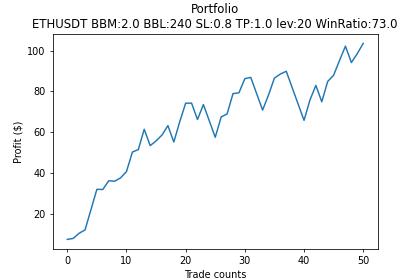 Portfolio
ETHUSDT BBM:2.0 BBL:240 SL:0.8 TP:1.0 lev:20 WinRatio:73.0
100
80
60
40
20
Profit ($)
0 10 20 30 40 50
Trade counts